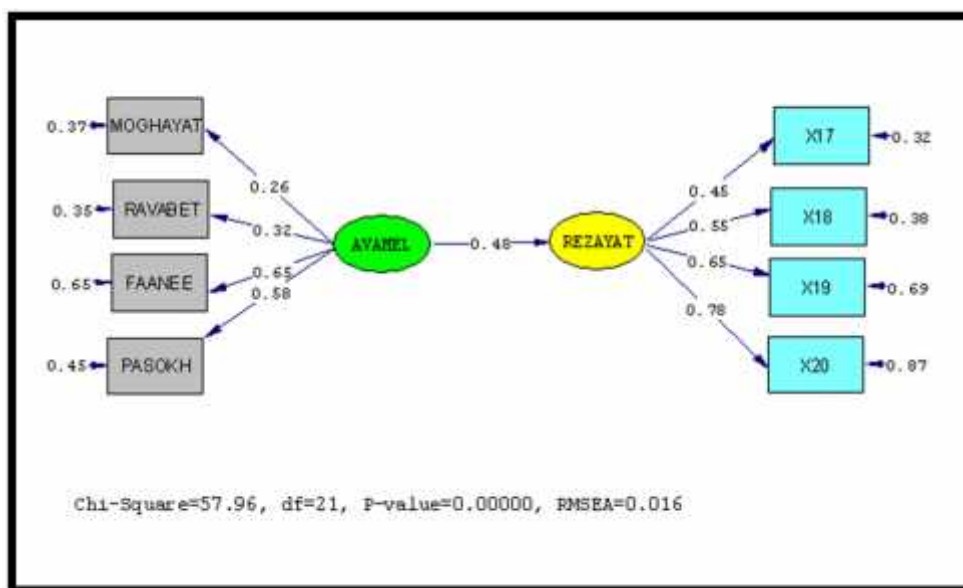 0.37 MOGHAYAT
0.26
0.35 RAVABET
0.32
0.65 FAANEE
0.65
0.58
0.45 PASOKH
AVAMEL
0.48
REZAYAT
0.45
X17 0.32
0.55
X18 0.38
0.65
X19 0.69
0.78
X20 0.87
Chi-Square=57.96, df=21, P-value=0.00000, RMSEA=0.016